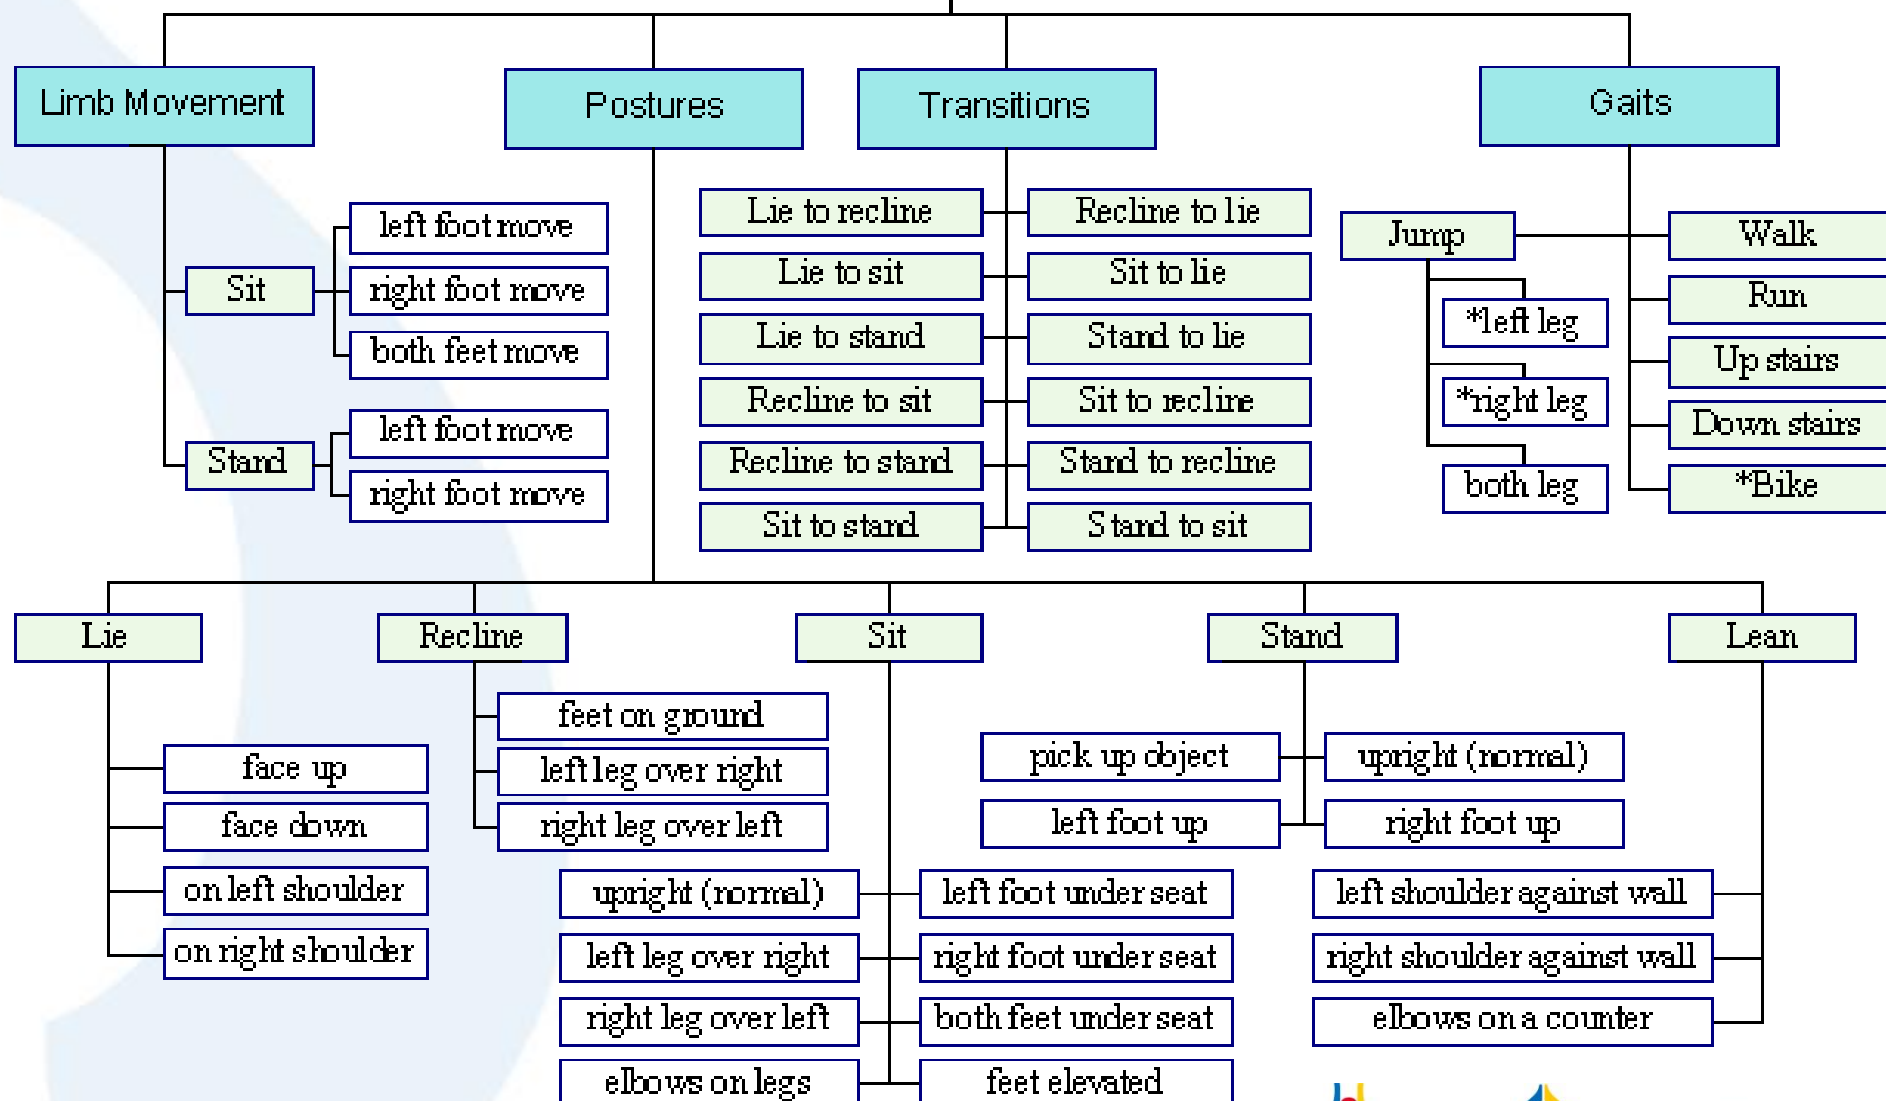 Limb Movement
Postures
Transitions
Gaits
left foot move
Sit
right foot move
both feet move
left foot move
Stand
right foot move
Lie to recline
Recline to lie
Lie to sit
Sit to lie
Lie to stand
Stand to lie
Recline to sit
Sit to recline
Recline to stand
Stand to recline
Sit to stand
Stand to sit
Jump
*left leg
*right leg
both leg
Walk
Run
Up stairs
Down stairs
*Bike
Lie
Recline
Sit
Stand
Lean
face up
face down
on left shoulder
on right shoulder
feet on ground
left leg over right
right leg over left
upright (normal)
left foot under seat
left leg over right
right foot under seat
right leg over left
both feet under seat
elbows on legs
feet elevated
pick up object
upright (normal)
left foot up
right foot up
left shoulder against wall
right shoulder against wall
elbows on a counter